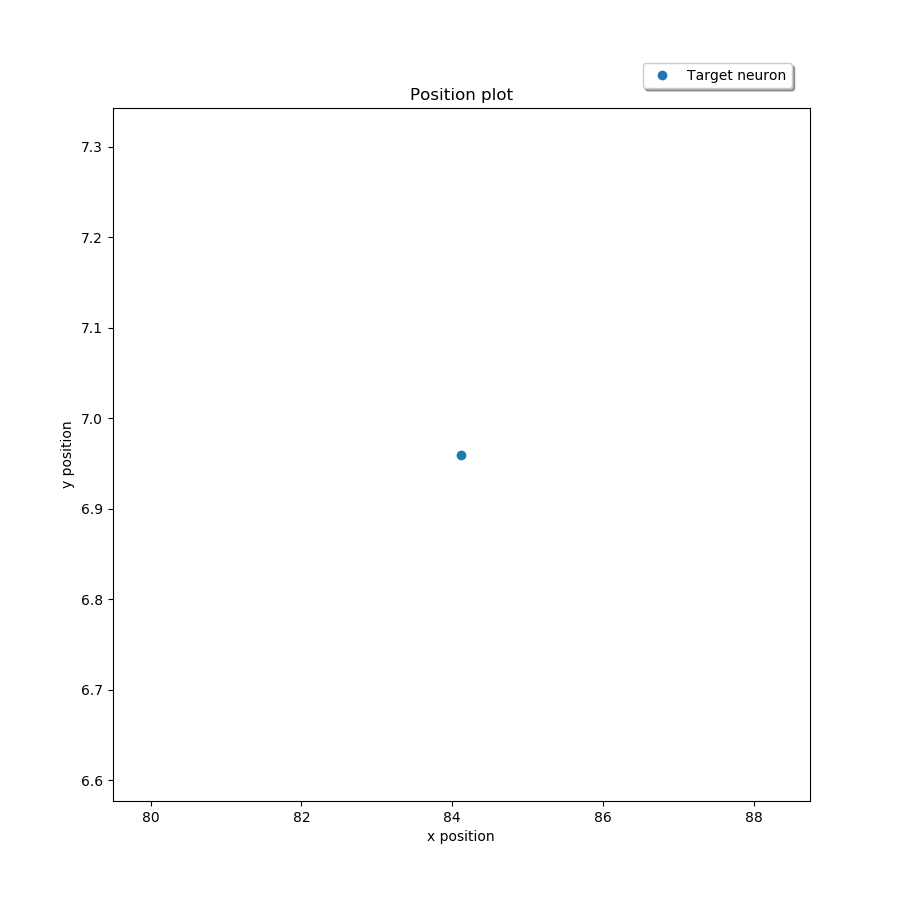 Target neuron
Position plot
7.3
7.2
7.1
7.0
6.9
6.8
6.7
6.6
y position
80 82 84 86 88
x position